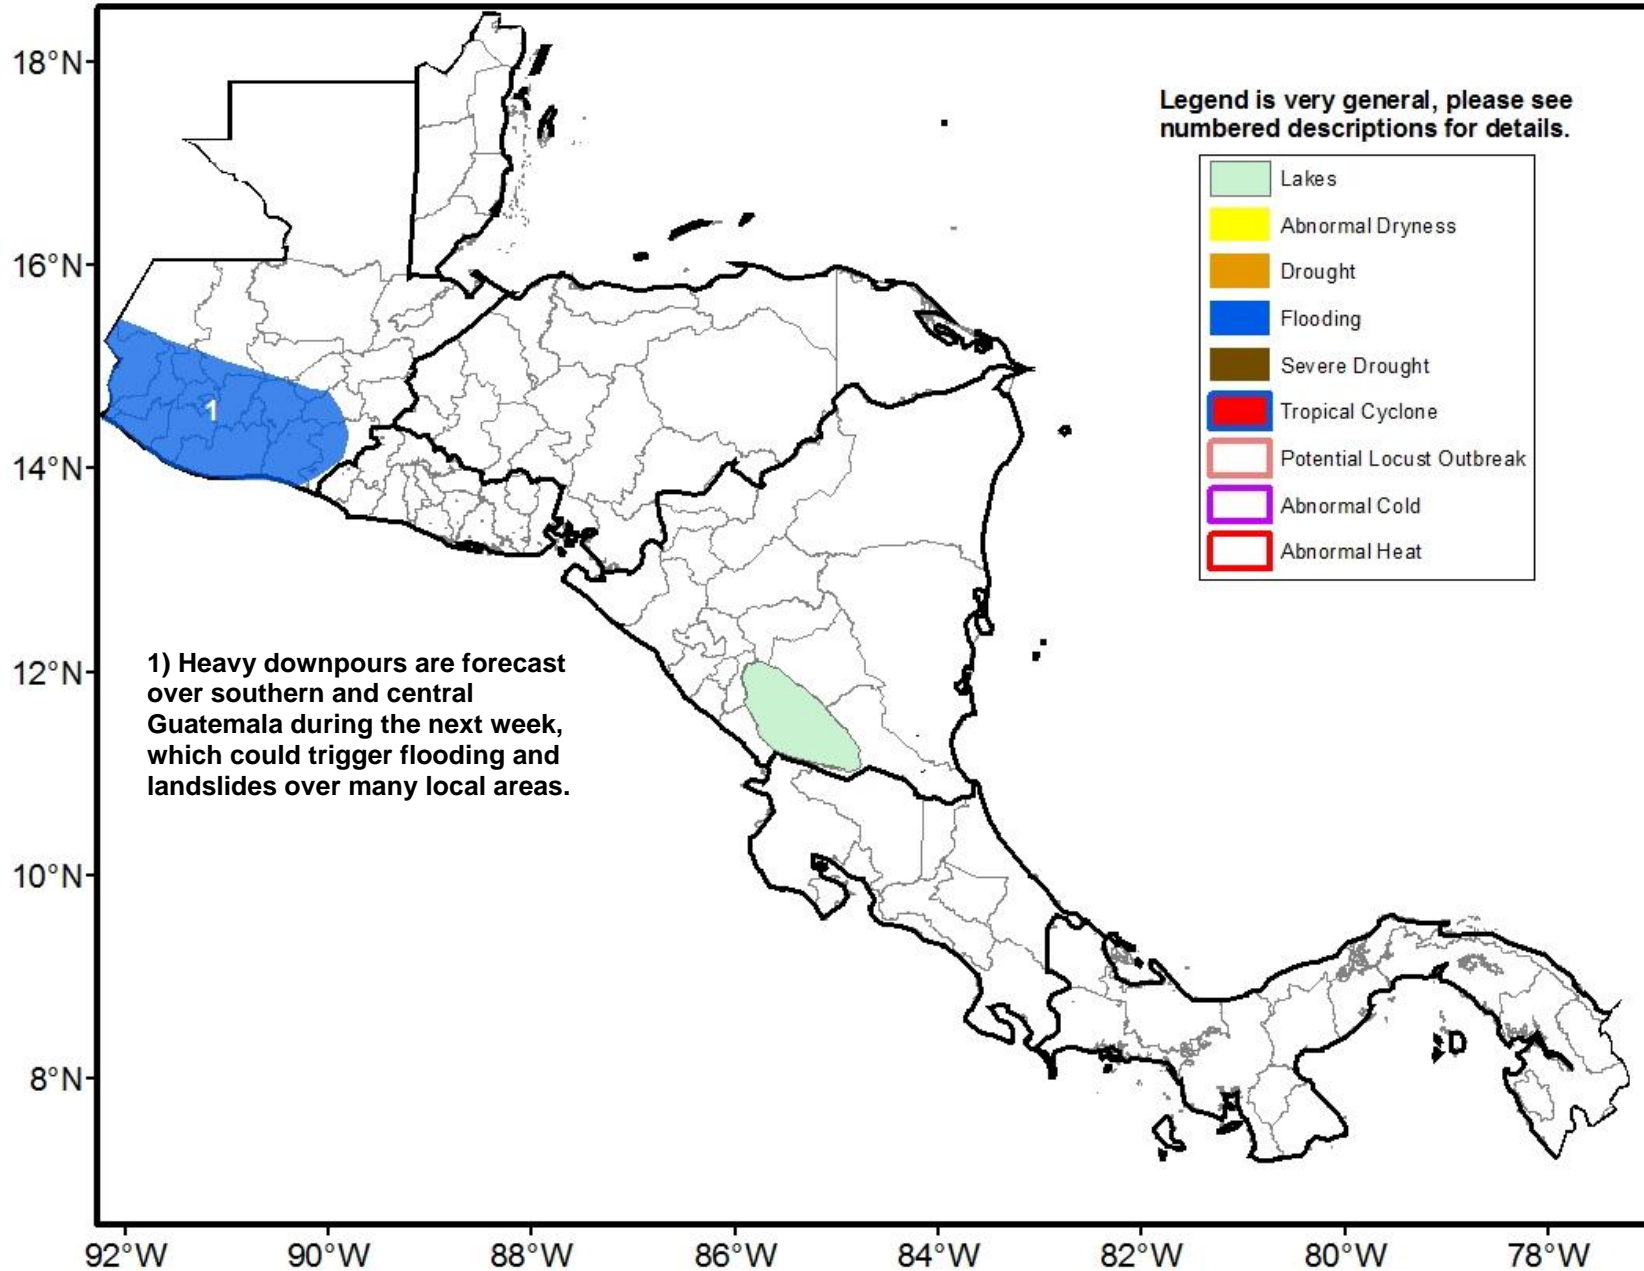 18°N
16°N
14°N
12°N
10°N
8°N
Legend is very general, please see
numbered descriptions for details.
Lakes
Abnormal Dryness
Drought
Flooding
Severe Drought
Tropical Cyclone
Potential Locust Outbreak
Abnormal Cold
Abnormal Heat
1
1) Heavy downpours are forecast
over southern and central
Guatemala during the next week,
which could trigger flooding and
landslides over many local areas.
92°W 90°W 88°W 86°W 84°W 82°W 80°W 78°W